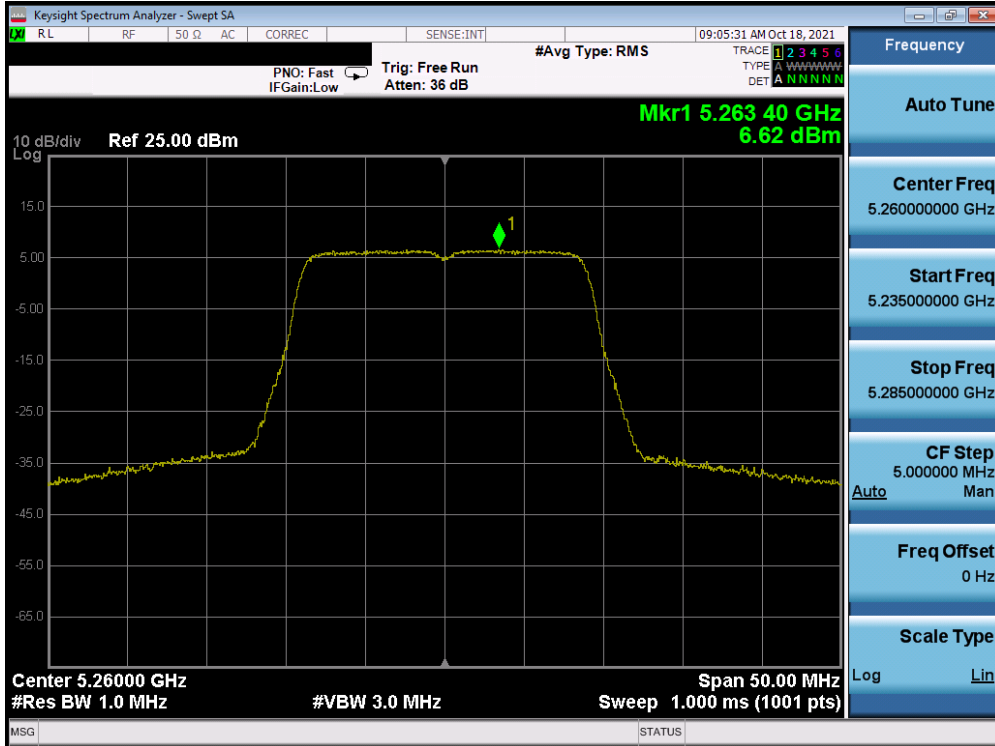 Keysight Spectrum Analyzer - Swept SA
LXI RL RF 50 Ω AC CORREC SENSE:INT 09:05:31 AM Oct 18, 2021
#Avg Type: RMS TRACE 1 2 3 4 5 6
PNO: Fast Trig: Free Run TYPE A WWWWW
IFGain:Low Atten: 36 dB DET A N N N N N
Mkr1 5.263 40 GHz
10 dB/div Ref 25.00 dBm 6.62 dBm
Log
1
15.0
5.00
-5.00
-15.0
-25.0
-35.0
-45.0
-55.0
-65.0
Center 5.26000 GHz Span 50.00 MHz
#Res BW 1.0 MHz #VBW 3.0 MHz Sweep 1.000 ms (1001 pts)
MSG STATUS
Frequency
Auto Tune
Center Freq
5.260000000 GHz
Start Freq
5.235000000 GHz
Stop Freq
5.285000000 GHz
CF Step
5.000000 MHz
Auto Man
Freq Offset
0 Hz
Scale Type
Log Lin